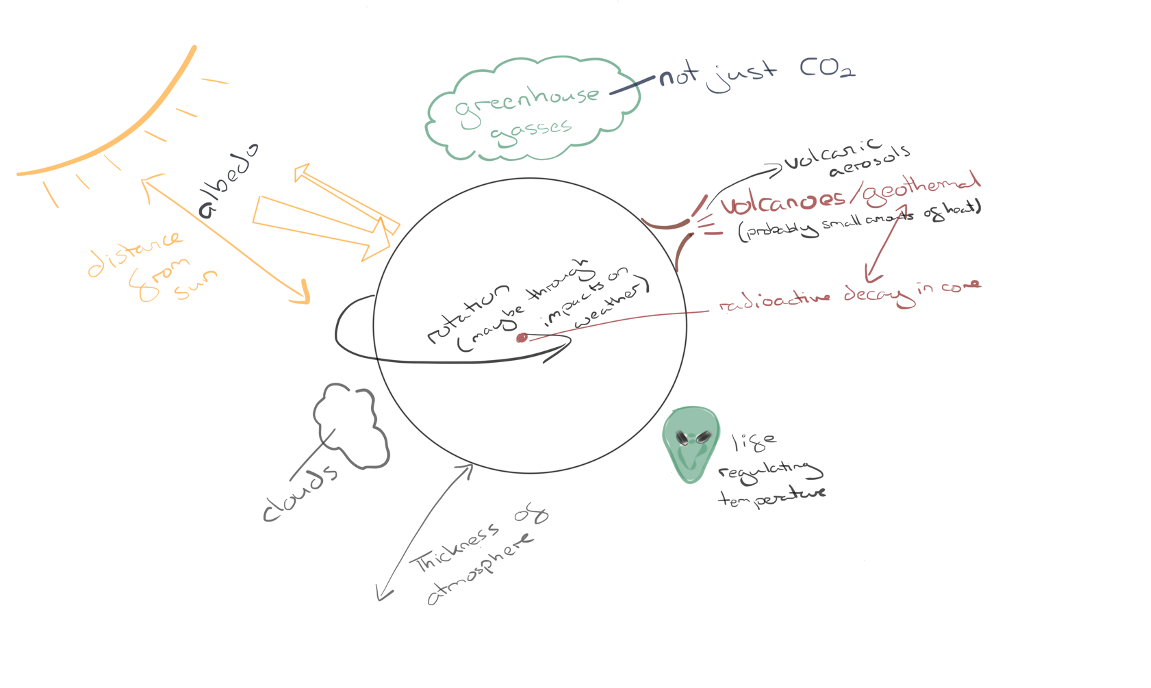 greenhouse
gasses
not just CO₂
albedo
distance
from
sun
volcanic
aerosols
volcanoes/geothermal
(probably small amounts of heat)
radioactive decay in core
rotation
(maybe through
impacts on
weather)
clouds
Thickness of
atmosphere
life
regulating
temperature